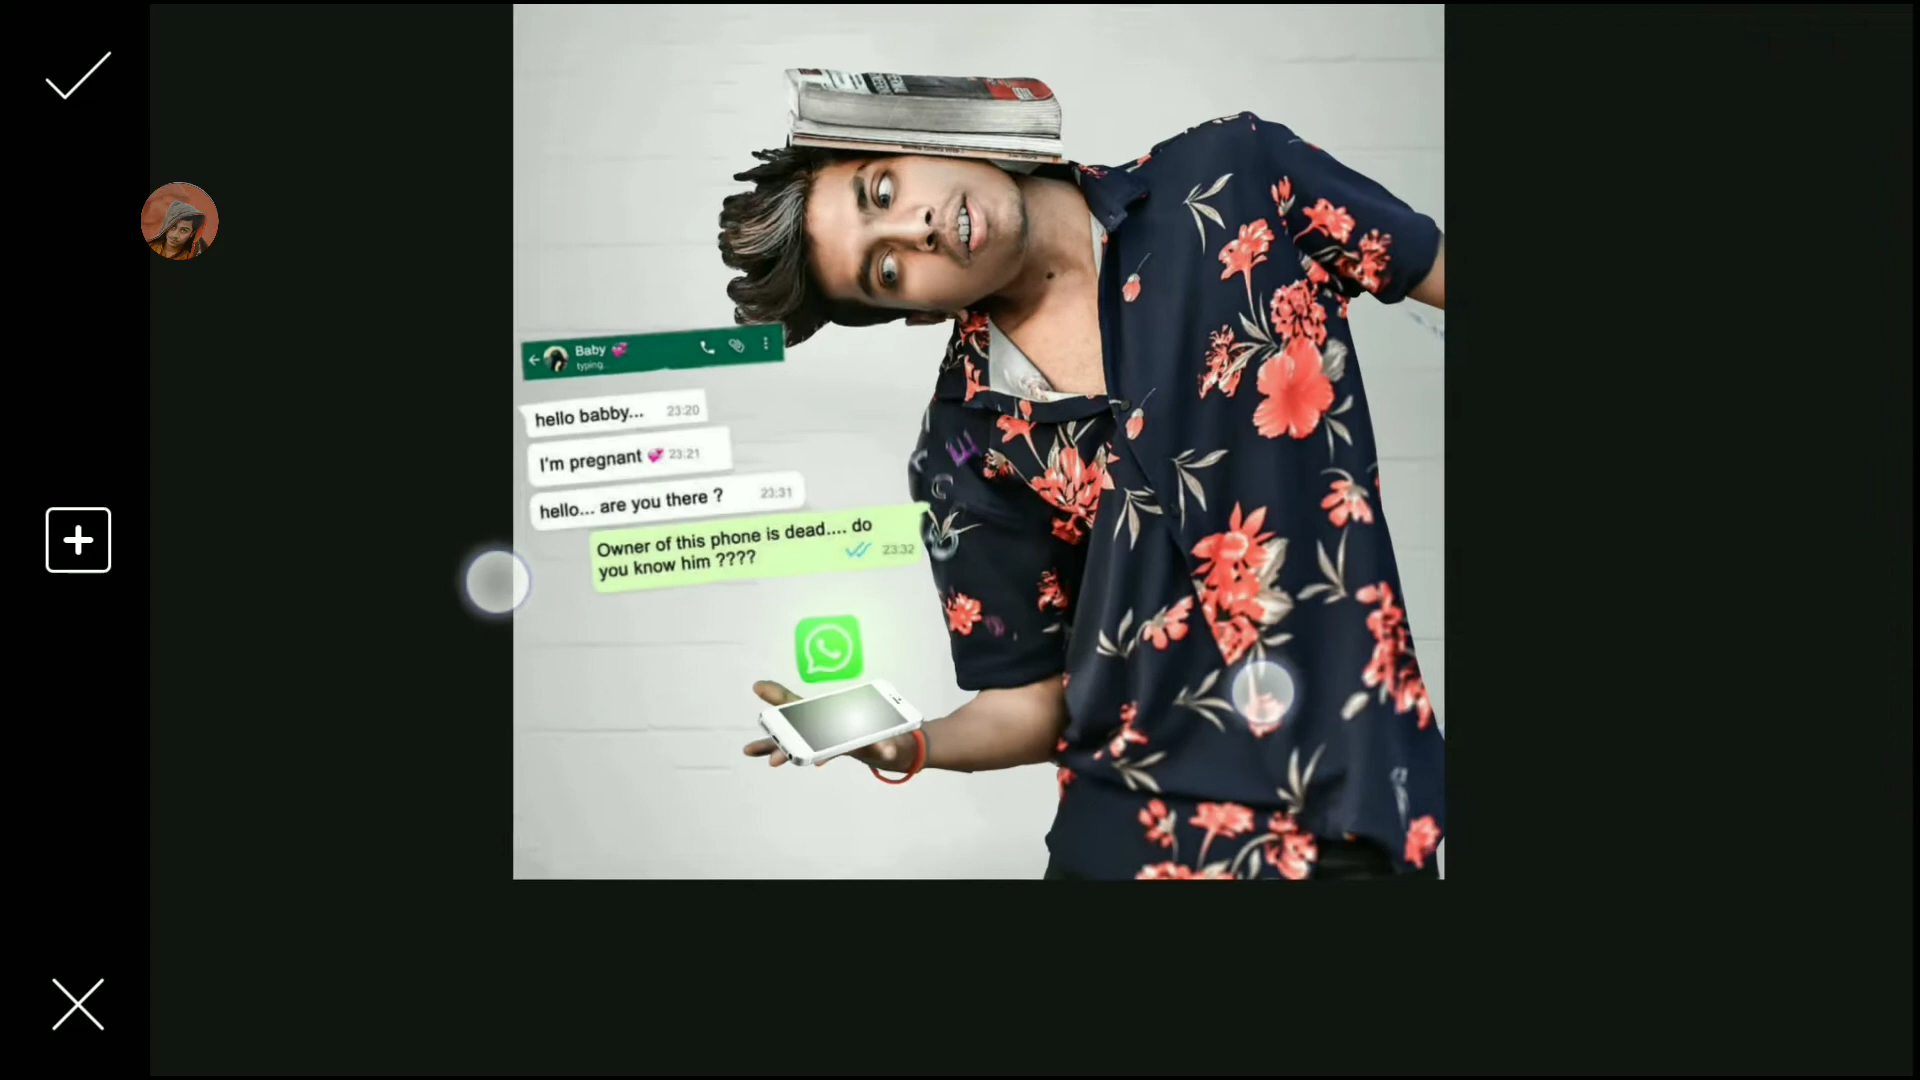 Baby 💞
typing...
hello babby... 23:20
I'm pregnant 💞 23:21
hello... are you there ? 23:31
Owner of this phone is dead.... do
you know him ???? 23:32